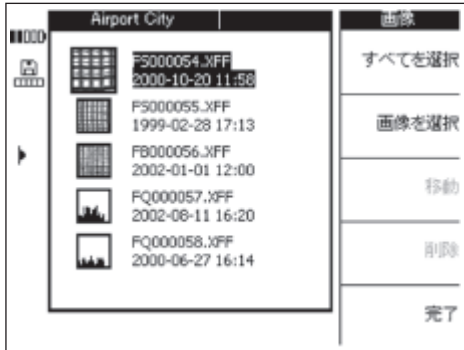 Airport City
画像
FS000054.XFF
2000-10-20 11:58
すべてを選択
FS000055.XFF
1999-02-28 17:13
画像を選択
FB000056.XFF
2002-01-01 12:00
移動
FQ000057.XFF
2002-08-11 16:20
削除
FQ000058.XFF
2000-06-27 16:14
完了